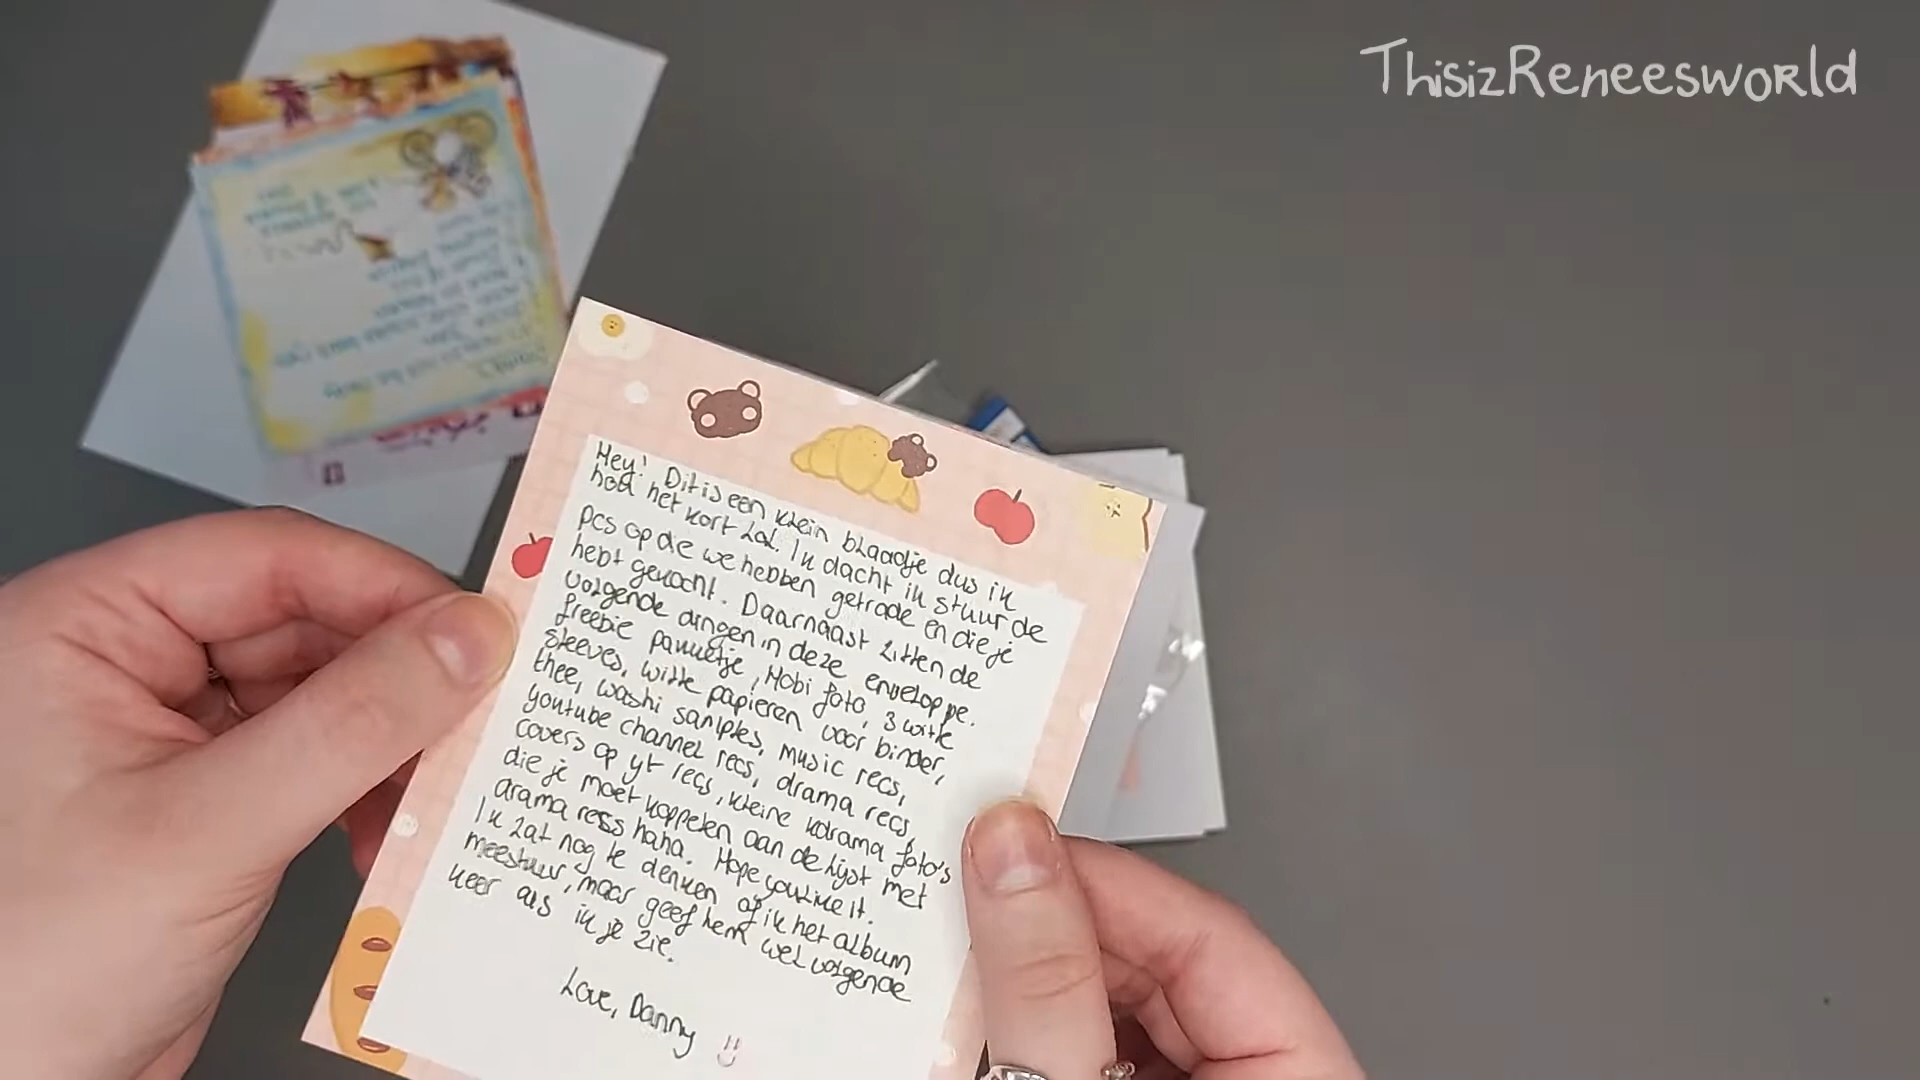 ThisizReneesworld
Hey! Dit is een klein blaadje dus ik
hou het kort lol. Ik dacht ik stuur de
pcs op die we hebben getrade en die je
hebt gekocht. Daarnaast zitten de
volgende dingen in deze enveloppe.
freebie pakketje, Mobi foto, 3 witte
sleeves, witte papieren voor binder,
thee, washi samples, music recs,
youtube channel recs, drama recs,
covers op yt recs, kleine kdrama foto's
die je moet koppelen aan de lijst met
drama recs haha. Hope you like it.
Ik zat nog te denken of ik het album
meestuur, maar geef hem wel volgende
keer als ik je zie.
Love, Danny